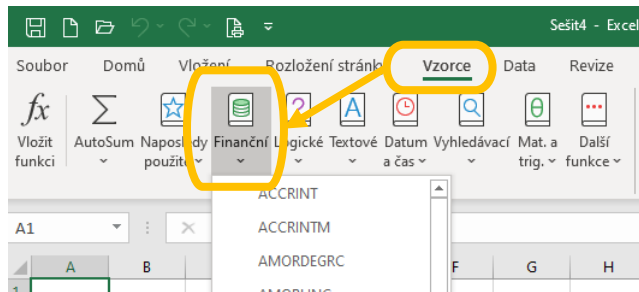 Sešit4 - Excel
Soubor Domů Vložení Rozložení stránk Vzorce Data Revize
Vložit funkci AutoSum Naposledy použité Finanční Logické Textové Datum a čas Vyhledávací Mat. a trig. Další funkce
ACCRINT
A1 ACCRINTM
AMORDEGRC
A B F G H
1